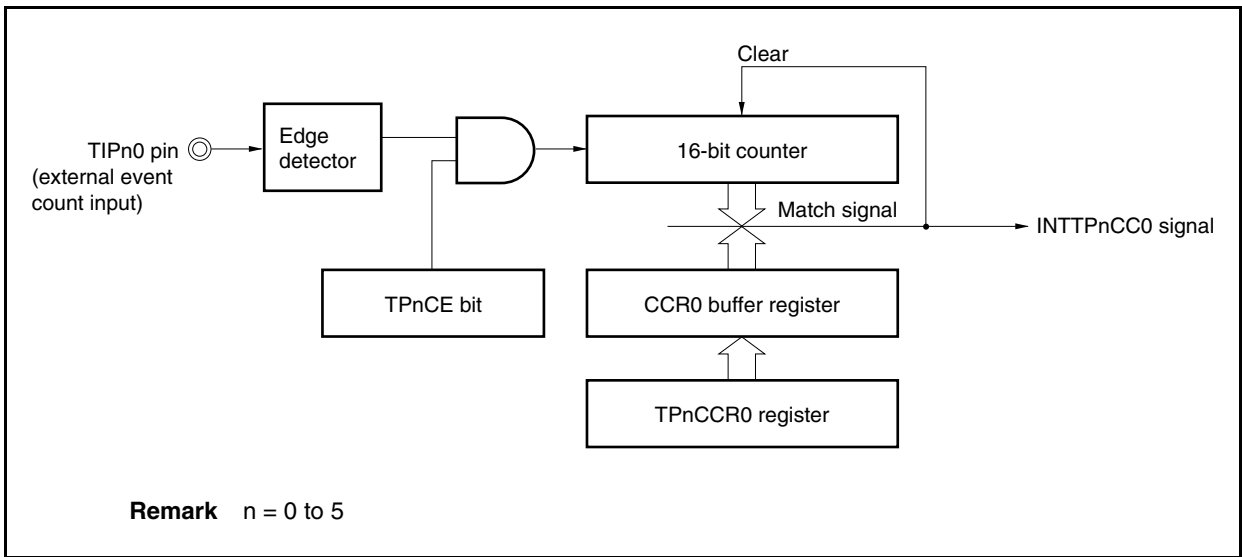 Clear
TIPn0 pin
(external event
count input)
Edge
detector
16-bit counter
Match signal
INTTPnCC0 signal
TPnCE bit
CCR0 buffer register
TPnCCR0 register
Remark n = 0 to 5